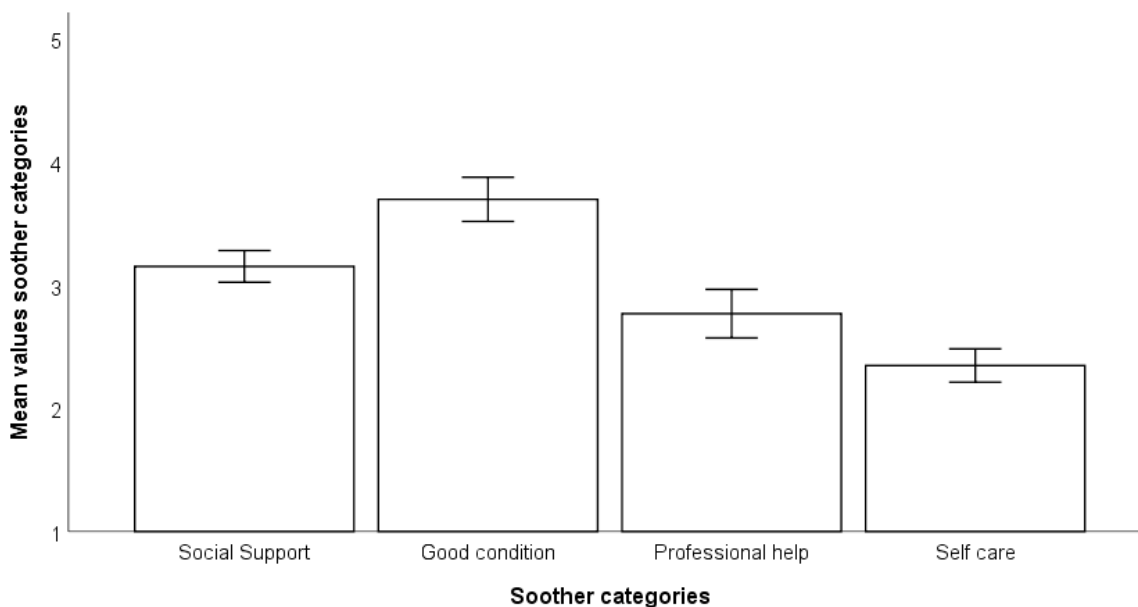 Mean values soother categories
5
4
3
2
1
Social Support
Good condition
Professional help
Self care
Soother categories